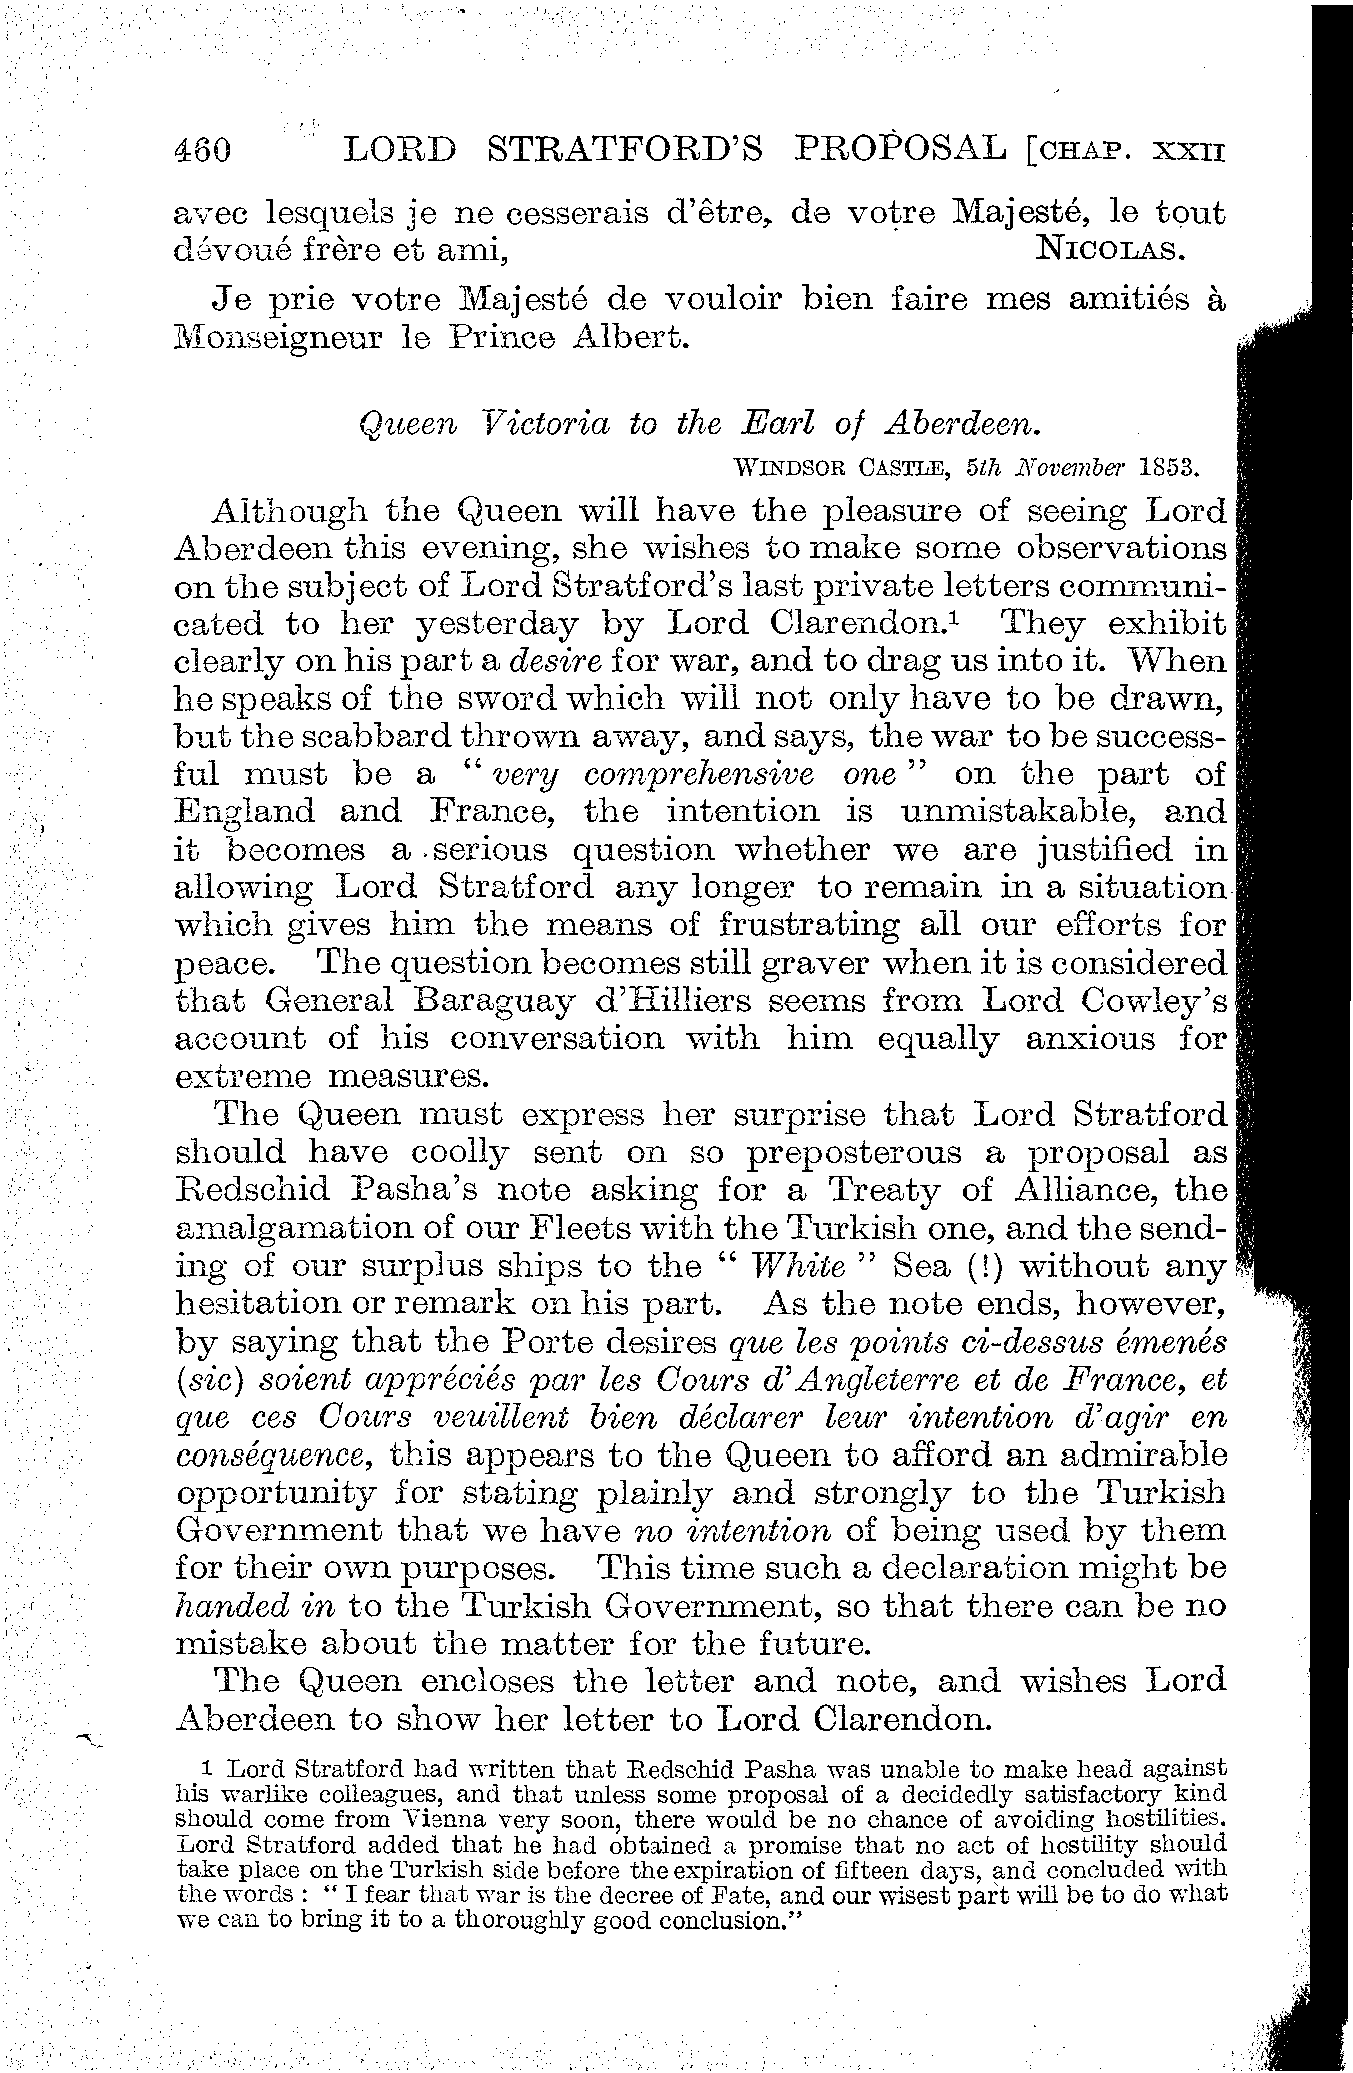 460 LORD STRATFORD'S PROPOSAL [CHAP. XXII
avec lesquels je ne cesserais d'être, de votre Majesté, le tout
dévoué frère et ami, NICOLAS.
Je prie votre Majesté de vouloir bien faire mes amitiés à
Monseigneur le Prince Albert.
Queen Victoria to the Earl of Aberdeen.
WINDSOR CASTLE, 5th November 1853.
Although the Queen will have the pleasure of seeing Lord
Aberdeen this evening, she wishes to make some observations
on the subject of Lord Stratford's last private letters communi-
cated to her yesterday by Lord Clarendon.¹ They exhibit
clearly on his part a desire for war, and to drag us into it. When
he speaks of the sword which will not only have to be drawn,
but the scabbard thrown away, and says, the war to be success-
ful must be a "very comprehensive one" on the part of
England and France, the intention is unmistakable, and
it becomes a serious question whether we are justified in
allowing Lord Stratford any longer to remain in a situation
which gives him the means of frustrating all our efforts for
peace. The question becomes still graver when it is considered
that General Baraguay d'Hilliers seems from Lord Cowley's
account of his conversation with him equally anxious for
extreme measures.
The Queen must express her surprise that Lord Stratford
should have coolly sent on so preposterous a proposal as
Redschid Pasha's note asking for a Treaty of Alliance, the
amalgamation of our Fleets with the Turkish one, and the send-
ing of our surplus ships to the "White" Sea (!) without any
hesitation or remark on his part. As the note ends, however,
by saying that the Porte desires que les points ci-dessus émenés
(sic) soient appréciés par les Cours d'Angleterre et de France, et
que ces Cours veuillent bien déclarer leur intention d'agir en
conséquence, this appears to the Queen to afford an admirable
opportunity for stating plainly and strongly to the Turkish
Government that we have no intention of being used by them
for their own purposes. This time such a declaration might be
handed in to the Turkish Government, so that there can be no
mistake about the matter for the future.
The Queen encloses the letter and note, and wishes Lord
Aberdeen to show her letter to Lord Clarendon.
1 Lord Stratford had written that Redschid Pasha was unable to make head against
his warlike colleagues, and that unless some proposal of a decidedly satisfactory kind
should come from Vienna very soon, there would be no chance of avoiding hostilities.
Lord Stratford added that he had obtained a promise that no act of hostility should
take place on the Turkish side before the expiration of fifteen days, and concluded with
the words: "I fear that war is the decree of Fate, and our wisest part will be to do what
we can to bring it to a thoroughly good conclusion."